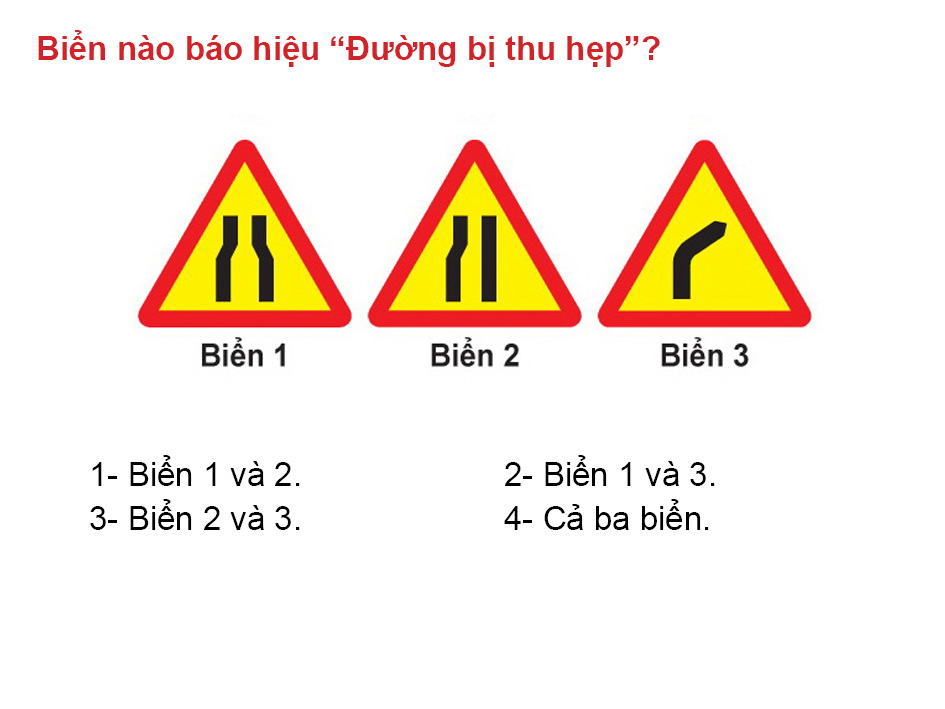 Biển nào báo hiệu “Đường bị thu hẹp”?
Biển 1 Biển 2 Biển 3
1- Biển 1 và 2. 2- Biển 1 và 3.
3- Biển 2 và 3. 4- Cả ba biển.